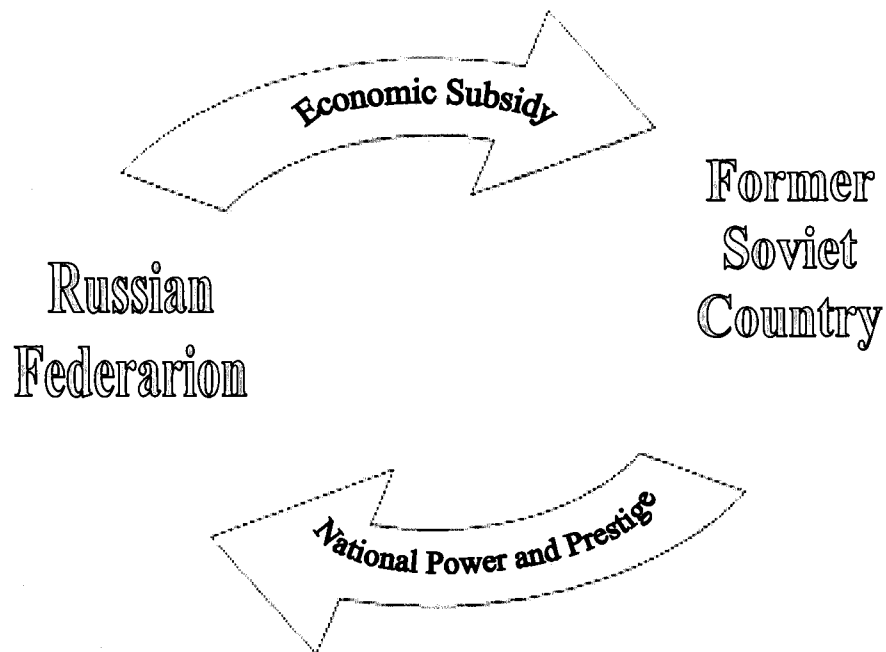 Economic Subsidy
Former
Soviet
Country
Russian
Federarion
National Power and Prestige